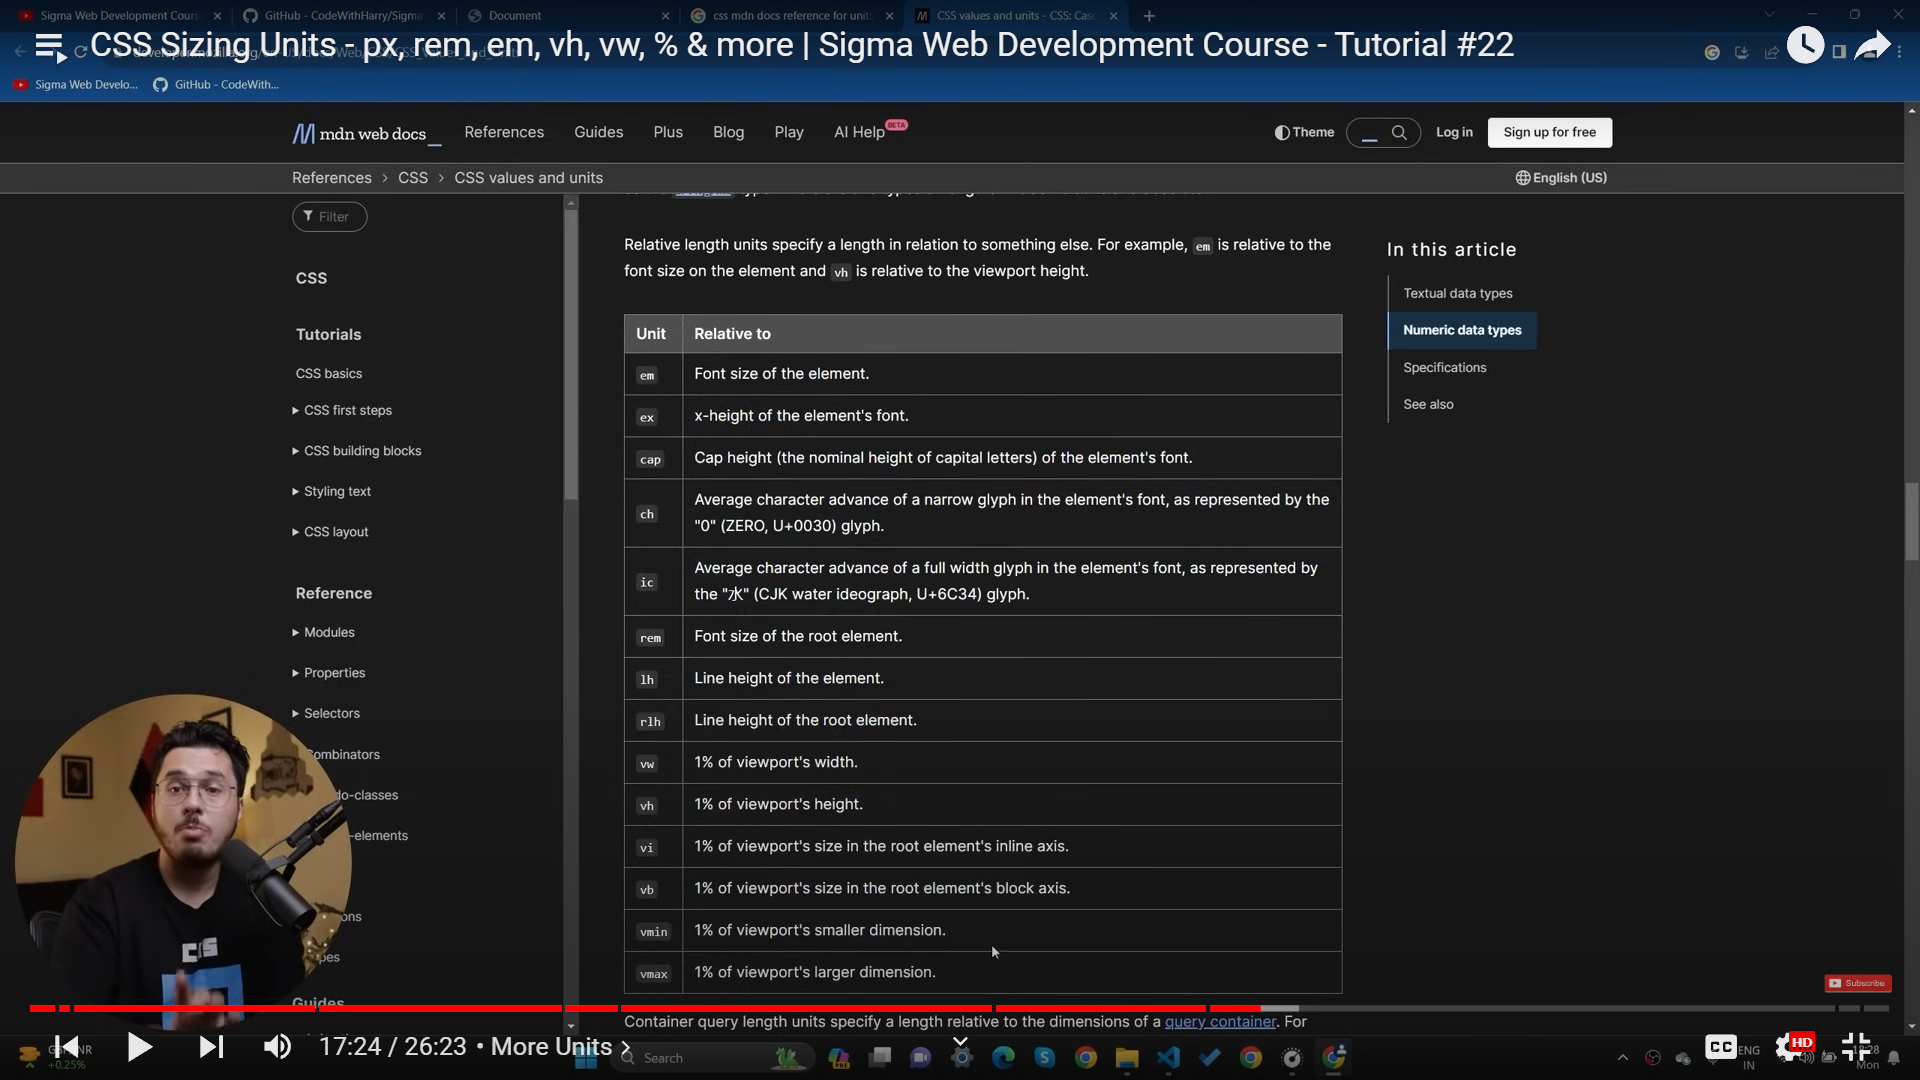 Sigma Web Development Cours
GitHub - CodeWithHarry/Sigma
Document
css mdn docs reference for unit
CSS values and units - CSS: Casc
CSS Sizing Units - px, rem, em, vh, vw, % & more | Sigma Web Development Course - Tutorial #22
Sigma Web Develo...
GitHub - CodeWith...
mdn web docs_
References
Guides
Plus
Blog
Play
AI Help BETA
Theme
Log in
Sign up for free
References > CSS > CSS values and units
English (US)
Filter
CSS
Tutorials
CSS basics
CSS first steps
CSS building blocks
Styling text
CSS layout
Reference
Modules
Properties
Selectors
ombinators
do-classes
-elements
ons
pes
Guides
Relative length units specify a length in relation to something else. For example, em is relative to the
font size on the element and vh is relative to the viewport height.
Unit Relative to
em Font size of the element.
ex x-height of the element's font.
cap Cap height (the nominal height of capital letters) of the element's font.
ch Average character advance of a narrow glyph in the element's font, as represented by the
"0" (ZERO, U+0030) glyph.
ic Average character advance of a full width glyph in the element's font, as represented by
the "水" (CJK water ideograph, U+6C34) glyph.
rem Font size of the root element.
lh Line height of the element.
rlh Line height of the root element.
vw 1% of viewport's width.
vh 1% of viewport's height.
vi 1% of viewport's size in the root element's inline axis.
vb 1% of viewport's size in the root element's block axis.
vmin 1% of viewport's smaller dimension.
vmax 1% of viewport's larger dimension.
Container query length units specify a length relative to the dimensions of a query container. For
In this article
Textual data types
Numeric data types
Specifications
See also
Subscribe
17:24 / 26:23 • More Units >
+0.25%
Search
CC
HD
ENG
IN
18:28
Mon